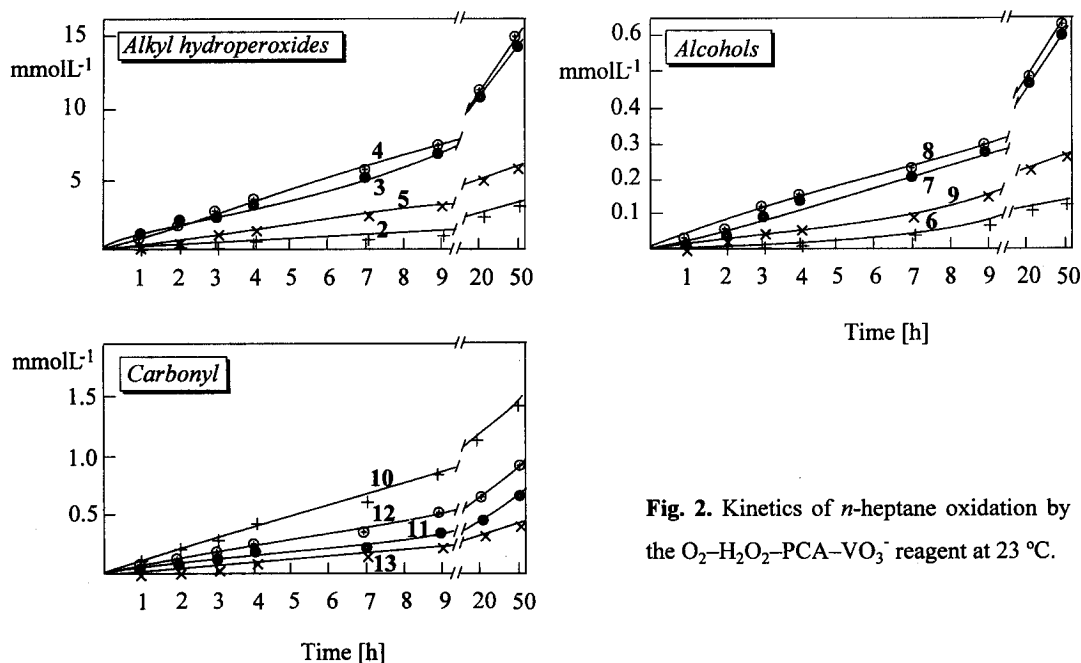 Alkyl hydroperoxides
mmolL-1
15
10
5
4
3
5
2
1 2 3 4 5 6 7 8 9 20 50
Alcohols
mmolL-1
0.6
0.4
0.3
0.2
0.1
8
7
9
6
1 2 3 4 5 6 7 8 9 20 50
Time [h]
Carbonyl
mmolL-1
1.5
1.0
0.5
10
12
11
13
1 2 3 4 5 6 7 8 9 20 50
Time [h]
Fig. 2. Kinetics of n-heptane oxidation by
the O₂–H₂O₂–PCA–VO₃⁻ reagent at 23 ºC.